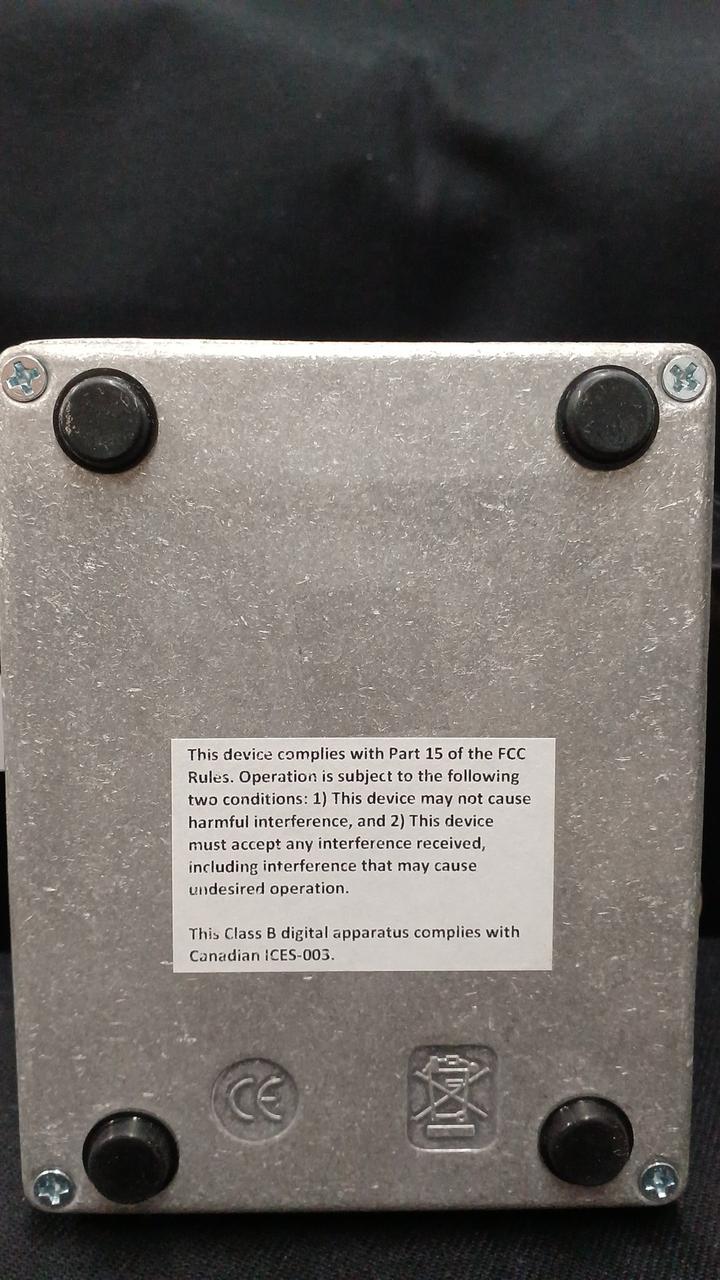 This device complies with Part 15 of the FCC
Rules. Operation is subject to the following
two conditions: 1) This device may not cause
harmful interference, and 2) This device
must accept any interference received,
including interference that may cause
undesired operation.
This Class B digital apparatus complies with
Canadian ICES-003.
CE